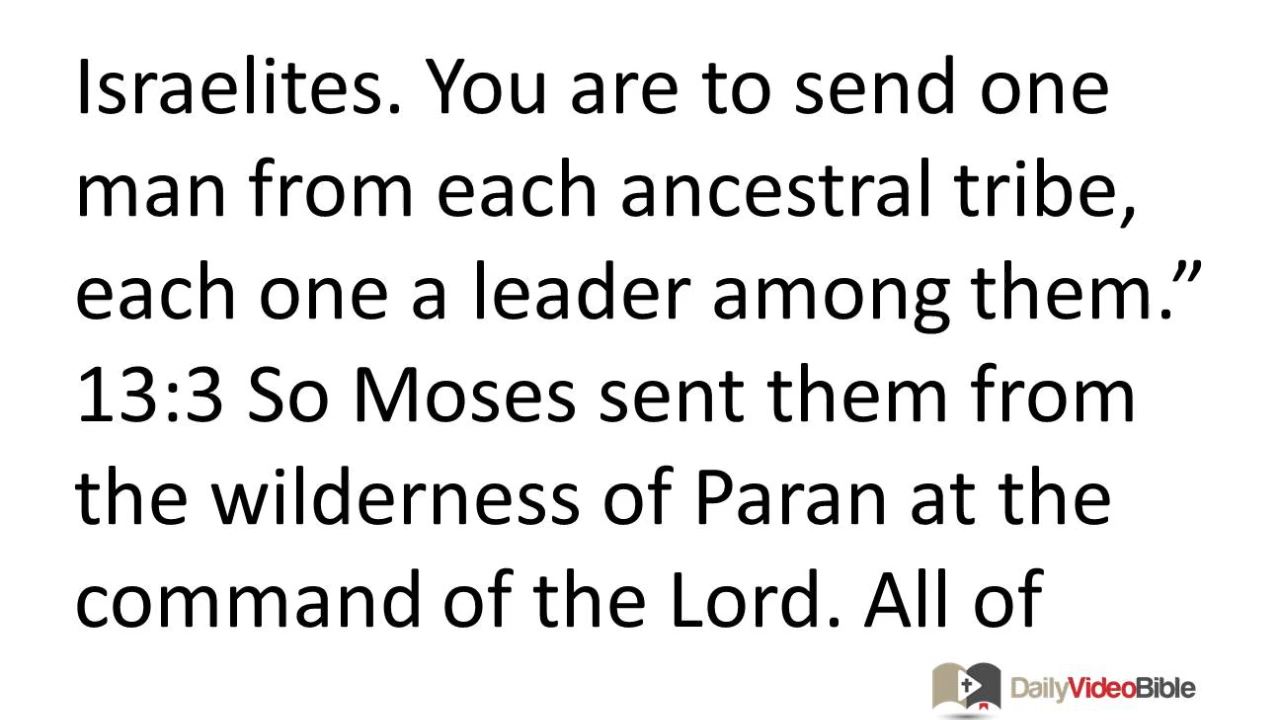 Israelites. You are to send one
man from each ancestral tribe,
each one a leader among them.”
13:3 So Moses sent them from
the wilderness of Paran at the
command of the Lord. All of
DailyVideoBible